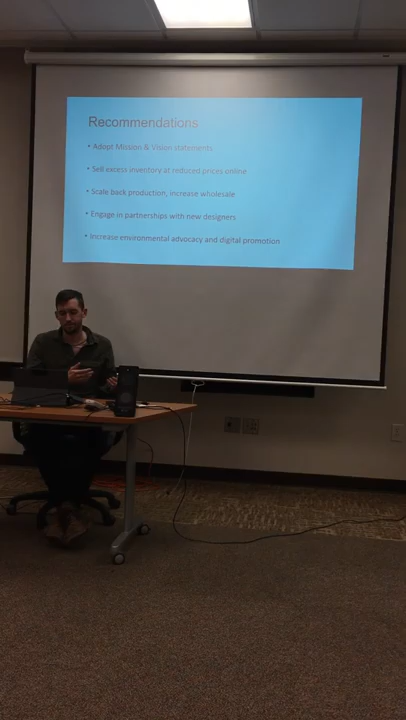 Recommendations
• Adopt Mission & Vision statements
• Sell excess inventory at reduced prices online
• Scale back production, increase wholesale
• Engage in partnerships with new designers
• Increase environmental advocacy and digital promotion